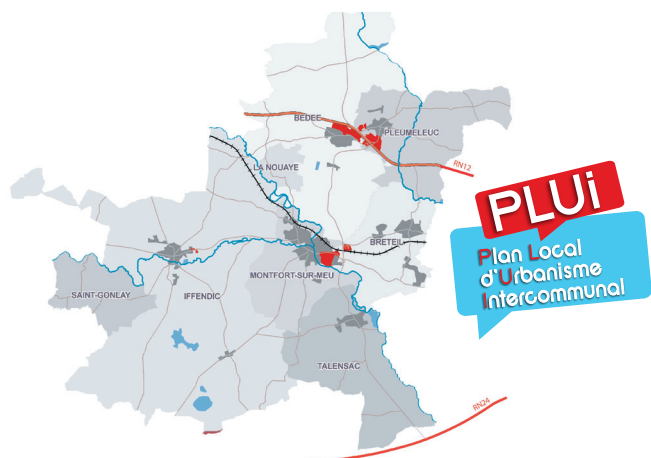 BEDEE
PLEUMELEUC
LA NOUAYE
RN12
PLUi
Plan Local
d'Urbanisme
Intercommunal
BRETEIL
MONTFORT-SUR-MEU
SAINT-GONLAY
IFFENDIC
TALENSAC
RN24